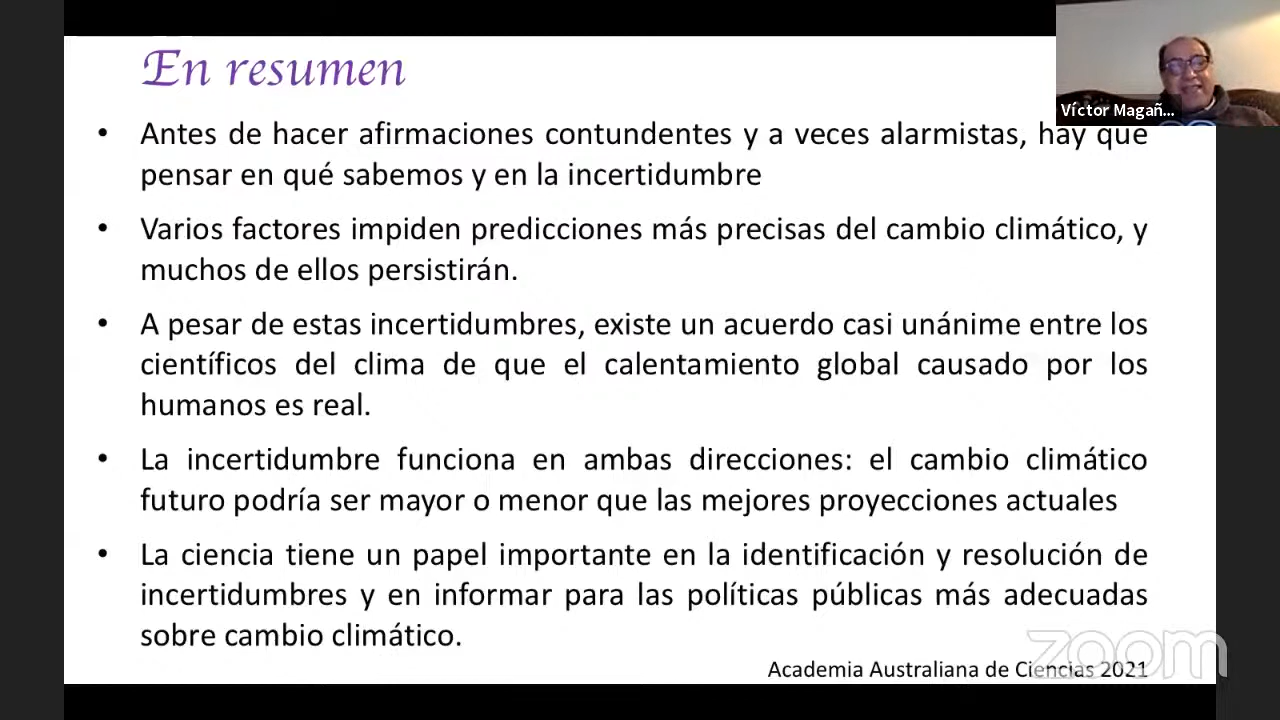 En resumen
Víctor Magañ...
• Antes de hacer afirmaciones contundentes y a veces alarmistas, hay que
pensar en qué sabemos y en la incertidumbre
• Varios factores impiden predicciones más precisas del cambio climático, y
muchos de ellos persistirán.
• A pesar de estas incertidumbres, existe un acuerdo casi unánime entre los
científicos del clima de que el calentamiento global causado por los
humanos es real.
• La incertidumbre funciona en ambas direcciones: el cambio climático
futuro podría ser mayor o menor que las mejores proyecciones actuales
• La ciencia tiene un papel importante en la identificación y resolución de
incertidumbres y en informar para las políticas públicas más adecuadas
sobre cambio climático.
zoom
Academia Australiana de Ciencias 2021